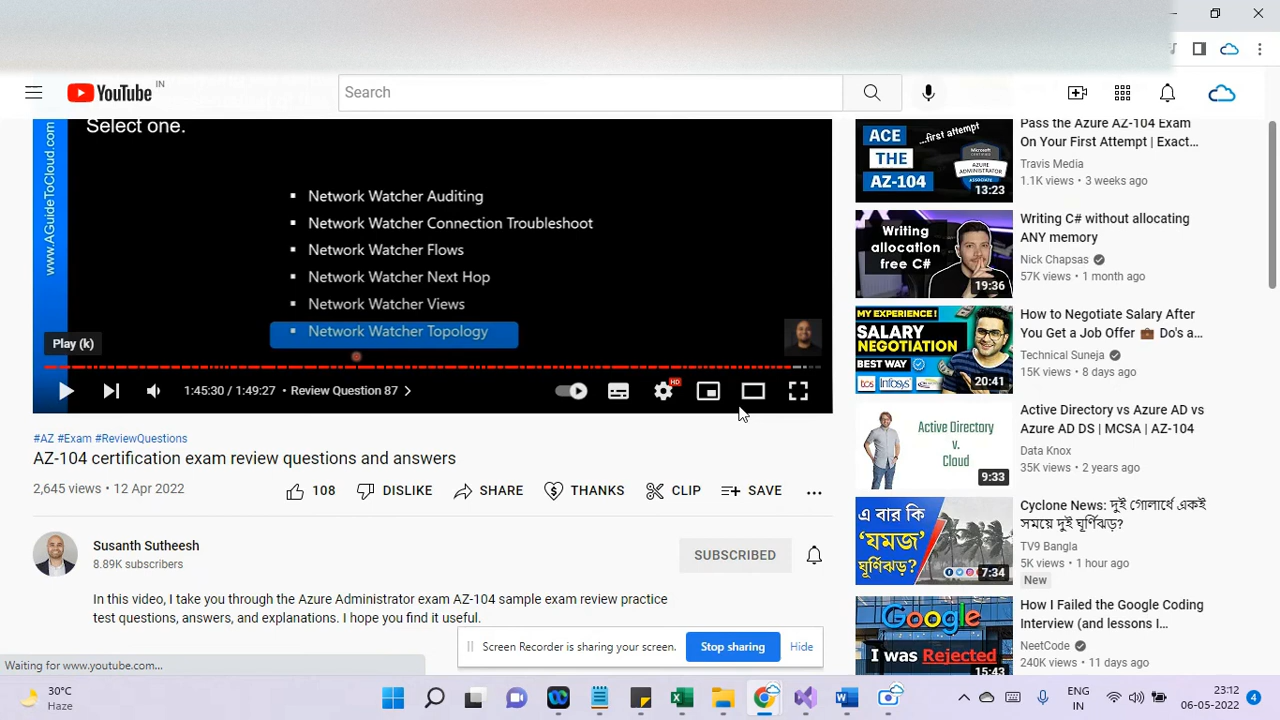 YouTube IN
Search
www.AGuideToCloud.com
Select one.
▪ Network Watcher Auditing
▪ Network Watcher Connection Troubleshoot
▪ Network Watcher Flows
▪ Network Watcher Next Hop
▪ Network Watcher Views
▪ Network Watcher Topology
Play (k)
1:45:30 / 1:49:27 • Review Question 87
HD
#AZ #Exam #ReviewQuestions
AZ-104 certification exam review questions and answers
2,645 views • 12 Apr 2022
108 DISLIKE SHARE THANKS CLIP SAVE
Susanth Sutheesh
8.89K subscribers
SUBSCRIBED
In this video, I take you through the Azure Administrator exam AZ-104 sample exam review practice
test questions, answers, and explanations. I hope you find it useful.
ACE
THE
AZ-104
...first attempt
Microsoft
AZURE
ADMINISTRATOR
ASSOCIATE
13:23
Pass the Azure AZ-104 Exam
On Your First Attempt | Exact...
Travis Media
1.1K views • 3 weeks ago
Writing
allocation
free C#
19:36
Writing C# without allocating
ANY memory
Nick Chapsas
57K views • 1 month ago
MY EXPERIENCE !
SALARY
NEGOTIATION
BEST WAY
tcs Infosys
20:41
How to Negotiate Salary After
You Get a Job Offer 💼 Do's a...
Technical Suneja
15K views • 8 days ago
Active Directory
v.
Cloud
9:33
Active Directory vs Azure AD vs
Azure AD DS | MCSA | AZ-104
Data Knox
35K views • 2 years ago
এ বার কি
'যমজ'
ঘূর্ণিঝড়?
7:34
Cyclone News: দুই গোলার্ধে একই
সময়ে দুই ঘূর্ণিঝড়?
TV9 Bangla
5K views • 1 hour ago
New
Google
I was Rejected
15:43
How I Failed the Google Coding
Interview (and lessons I...
NeetCode
240K views • 11 days ago
Screen Recorder is sharing your screen. Stop sharing Hide
Waiting for www.youtube.com...
30°C
Haze
ENG
IN
23:12
06-05-2022
4